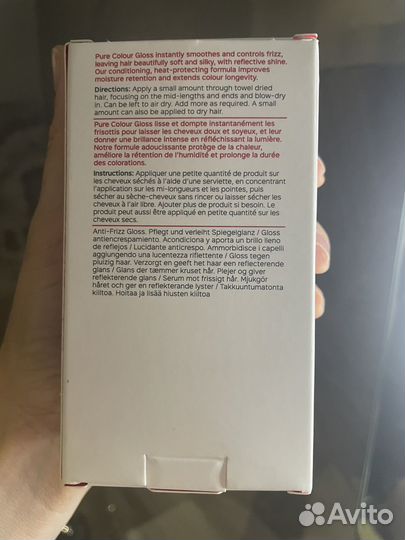 Pure Colour Gloss instantly smoothes and controls frizz,
leaving hair beautifully soft and silky, with reflective shine.
Our conditioning, heat-protecting formula improves
moisture retention and extends colour longevity.
Directions: Apply a small amount through towel dried
hair, focusing on the mid-lengths and ends and blow-dry
in. Can be left to air dry. Add more as required. A small
amount can also be applied to dry hair.
Pure Colour Gloss lisse et dompte instantanément les
frisottis pour laisser les cheveux doux et soyeux, et leur
donner une brillance intense en réfléchissant la lumière.
Notre formule adoucissante protège de la chaleur,
améliore la rétention de l'humidité et prolonge la durée
des colorations.
Instructions: Appliquer une petite quantité de produit sur
les cheveux séchés à l'aide d'une serviette, en concentrant
l'application sur les mi-longueurs et les pointes, puis
sécher au sèche-cheveux sans rincer ou laisser sécher les
cheveux à l'air libre. Ajouter plus de produit si besoin. Le
produit peut aussi être appliqué en petite quantité sur les
cheveux secs.
Anti-Frizz Gloss. Pflegt und verleiht Spiegelglanz / Gloss
antiencrespamiento. Acondiciona y aporta un brillo lleno
de reflejos / Lucidante anticrespo. Ammorbidisce i capelli
aggiungendo una lucentezza riflettente / Gloss tegen
pluizig haar. Verzorgt en geeft het haar een reflecterende
glans / Glans der tæmmer kruset hår. Plejer og giver
reflekterende glans / Serum mot frissigt hår. Mjukgör
håret och ger en reflekterande lyster / Takkuuntumatonta
kiiltoa. Hoitaa ja lisää hiusten kiiltoa
Avito